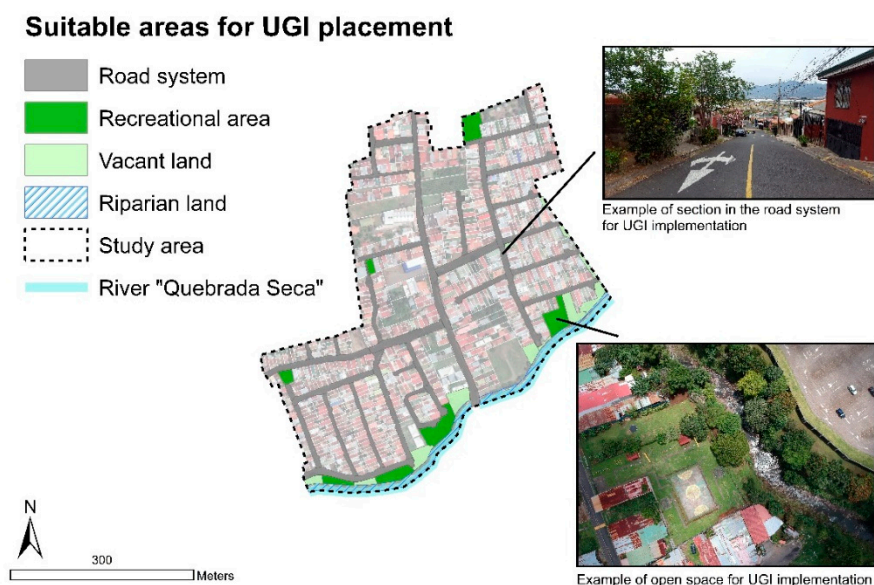 Suitable areas for UGI placement
Road system
Recreational area
Vacant land
Riparian land
Study area
River "Quebrada Seca"
Example of section in the road system
for UGI implementation
N
300
Meters
Example of open space for UGI implementation